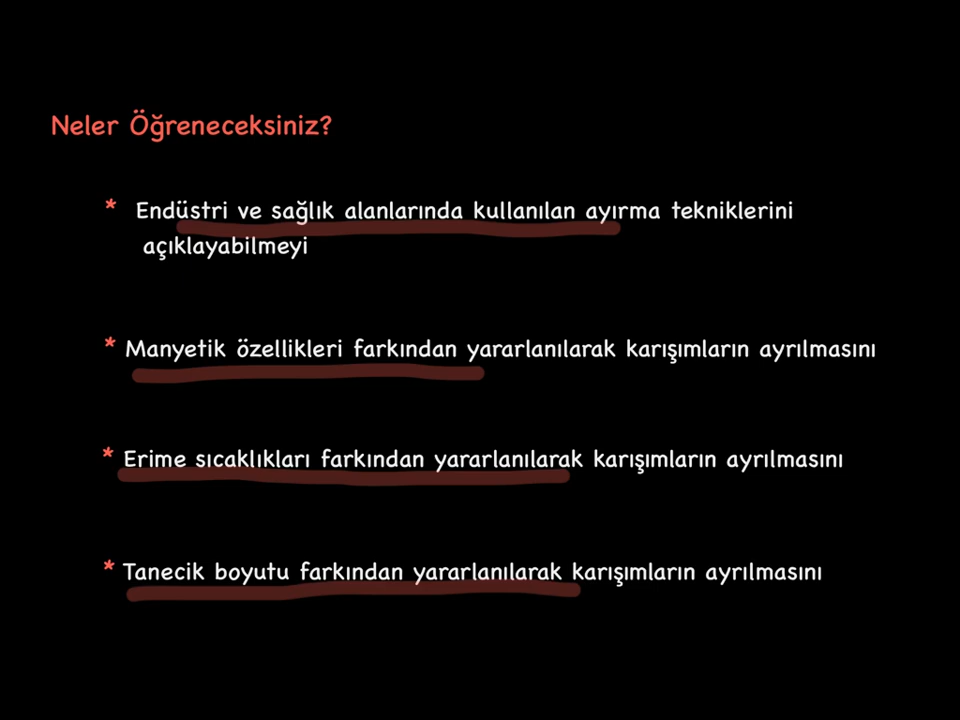 Neler Öğreneceksiniz?
* Endüstri ve sağlık alanlarında kullanılan ayırma tekniklerini
açıklayabilmeyi
* Manyetik özellikleri farkından yararlanılarak karışımların ayrılmasını
* Erime sıcaklıkları farkından yararlanılarak karışımların ayrılmasını
* Tanecik boyutu farkından yararlanılarak karışımların ayrılmasını